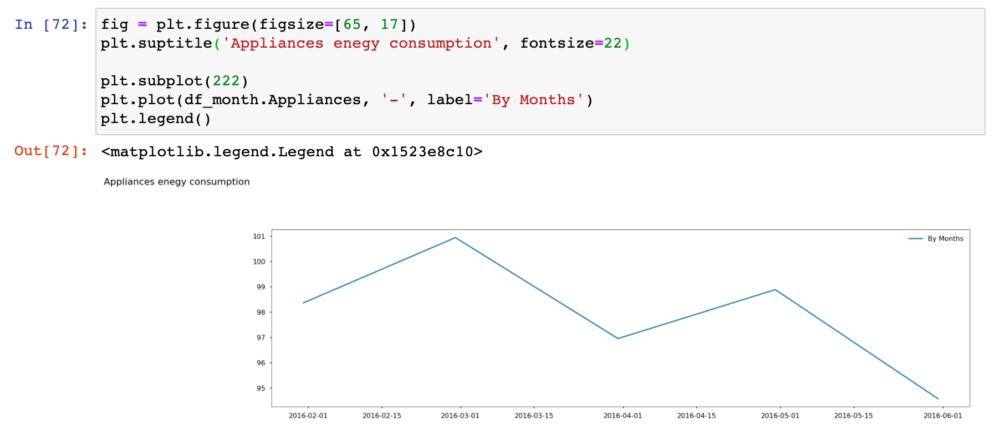 In [72]: fig = plt.figure(figsize=[65, 17])
plt.suptitle('Appliances enegy consumption', fontsize=22)
plt.subplot(222)
plt.plot(df_month.Appliances, '-', label='By Months')
plt.legend()
Out[72]: <matplotlib.legend.Legend at 0x1523e8c10>
Appliances enegy consumption
By Months
101
100
99
98
97
96
95
2016-02-01 2016-02-15 2016-03-01 2016-03-15 2016-04-01 2016-04-15 2016-05-01 2016-05-15 2016-06-01